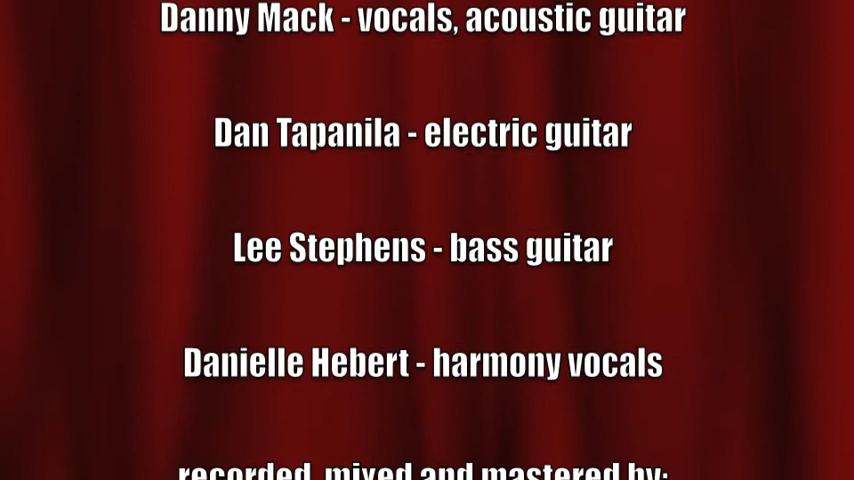 Danny Mack - vocals, acoustic guitar
Dan Tapanila - electric guitar
Lee Stephens - bass guitar
Danielle Hebert - harmony vocals
recorded, mixed and mastered by: